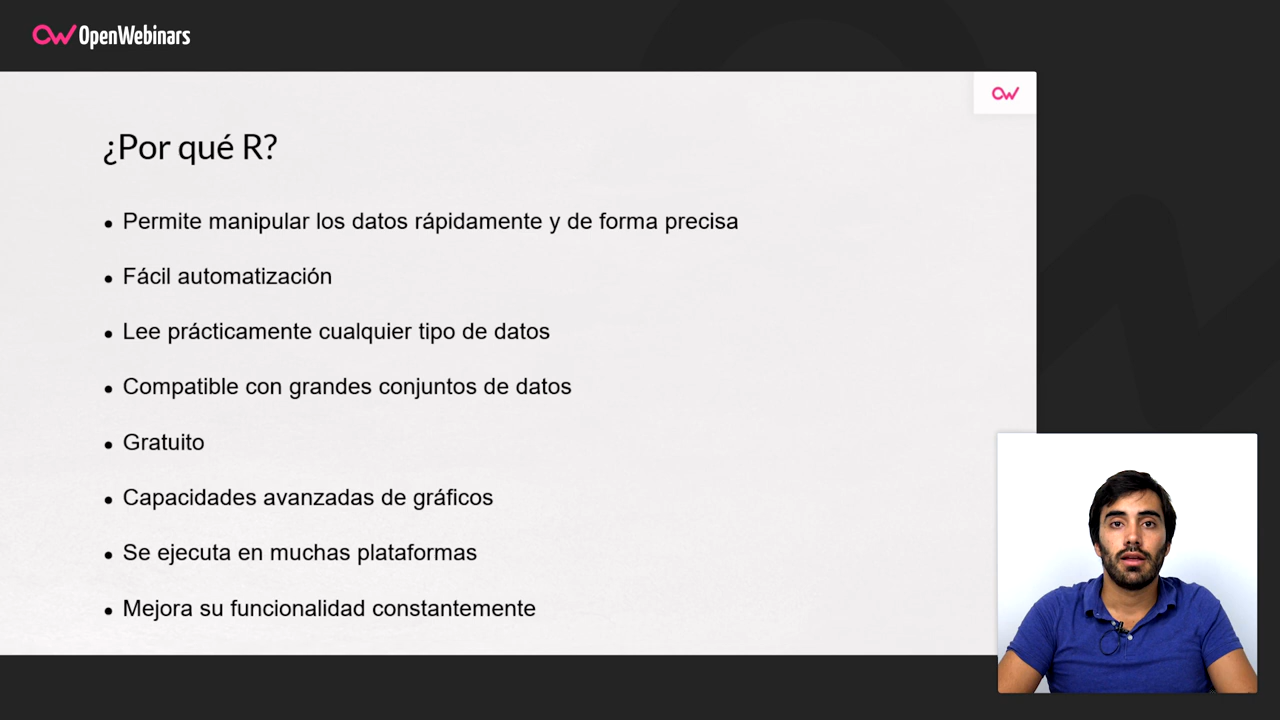 OpenWebinars
¿Por qué R?
• Permite manipular los datos rápidamente y de forma precisa
• Fácil automatización
• Lee prácticamente cualquier tipo de datos
• Compatible con grandes conjuntos de datos
• Gratuito
• Capacidades avanzadas de gráficos
• Se ejecuta en muchas plataformas
• Mejora su funcionalidad constantemente